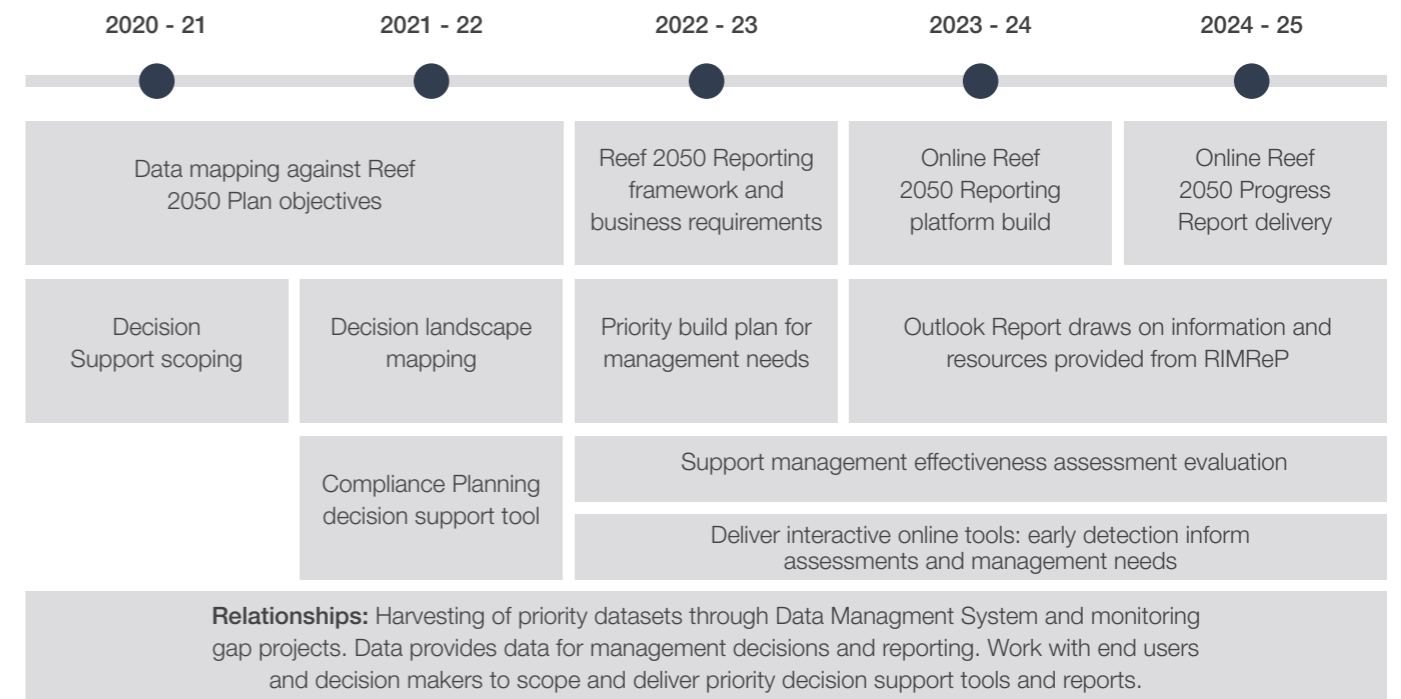 2020 - 21
2021 - 22
2022 - 23
2023 - 24
2024 - 25
Data mapping against Reef
2050 Plan objectives
Reef 2050 Reporting
framework and
business requirements
Online Reef
2050 Reporting
platform build
Online Reef
2050 Progress
Report delivery
Decision
Support scoping
Decision landscape
mapping
Priority build plan for
management needs
Outlook Report draws on information and
resources provided from RIMReP
Compliance Planning
decision support tool
Support management effectiveness assessment evaluation
Deliver interactive online tools: early detection inform
assessments and management needs
Relationships: Harvesting of priority datasets through Data Managment System and monitoring
gap projects. Data provides data for management decisions and reporting. Work with end users
and decision makers to scope and deliver priority decision support tools and reports.